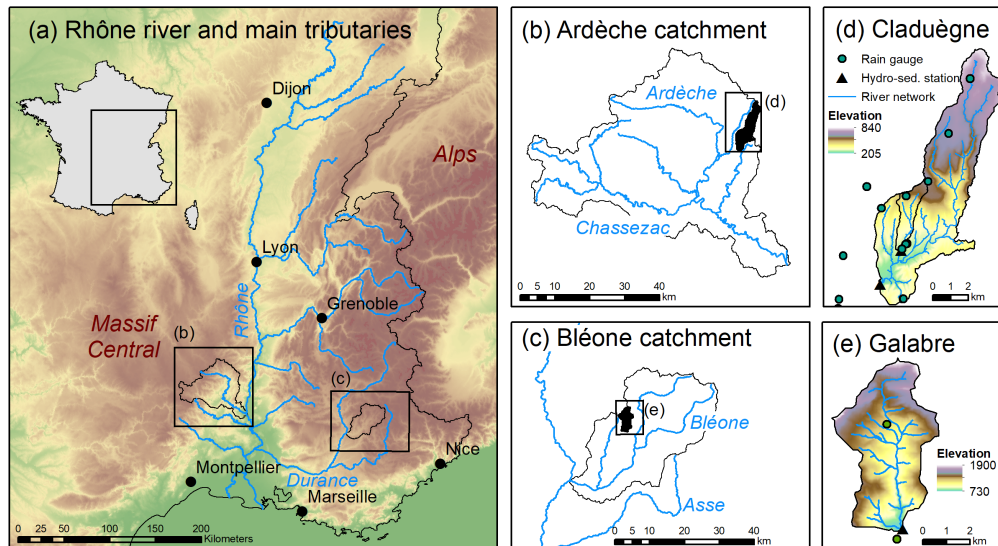 (a) Rhône river and main tributaries
Dijon
Alps
Lyon
Rhône
Grenoble
Massif
Central
(b)
(c)
Nice
Montpellier
Durance
Marseille
0 25 50 100 150 200
Kilometers
(b) Ardèche catchment
Ardèche
(d)
Chassezac
0 5 10 20 30 40
km
(c) Bléone catchment
(e)
Bléone
Asse
0 5 10 20 30 40
km
(d) Claduègne
Rain gauge
Hydro-sed. station
River network
Elevation
840
205
0 1 2
km
(e) Galabre
Elevation
1900
730
0 1 2
km